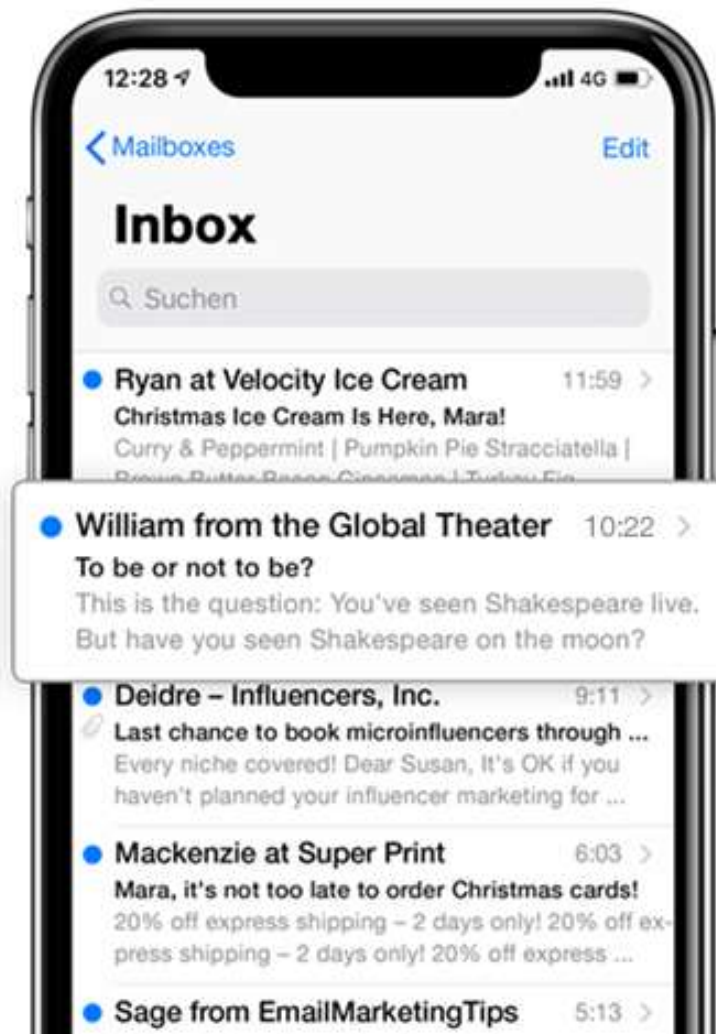 12:28
4G
Mailboxes
Edit
Inbox
Suchen
Ryan at Velocity Ice Cream 11:59
Christmas Ice Cream Is Here, Mara!
Curry & Peppermint | Pumpkin Pie Stracciatella |
Brown Butter Bacon Cinnamon | Turkey Fig
William from the Global Theater 10:22
To be or not to be?
This is the question: You've seen Shakespeare live.
But have you seen Shakespeare on the moon?
Deidre – Influencers, Inc. 9:11
Last chance to book microinfluencers through ...
Every niche covered! Dear Susan, It's OK if you
haven't planned your influencer marketing for ...
Mackenzie at Super Print 6:03
Mara, it's not too late to order Christmas cards!
20% off express shipping – 2 days only! 20% off ex-
press shipping – 2 days only! 20% off express ...
Sage from EmailMarketingTips 5:13